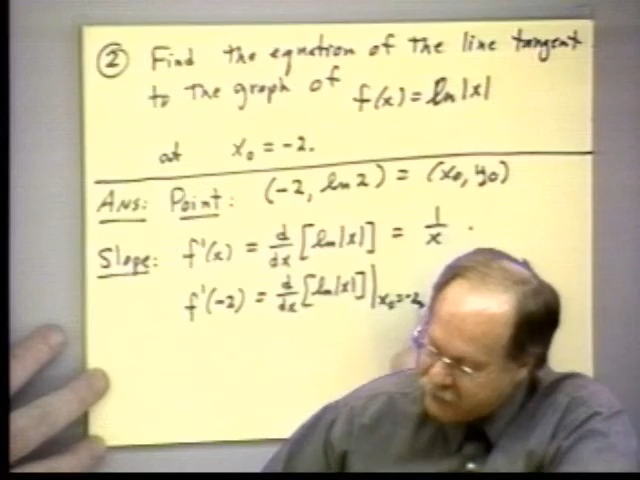 ② Find the equation of the line tangent
to the graph of f(x) = ln|x|
at x₀ = -2.
Ans: Point: (-2, ln 2) = (x₀, y₀)
Slope: f'(x) = d/dx [ln|x|] = 1/x .
f'(-2) = d/dx [ln|x|] |x₀=-2